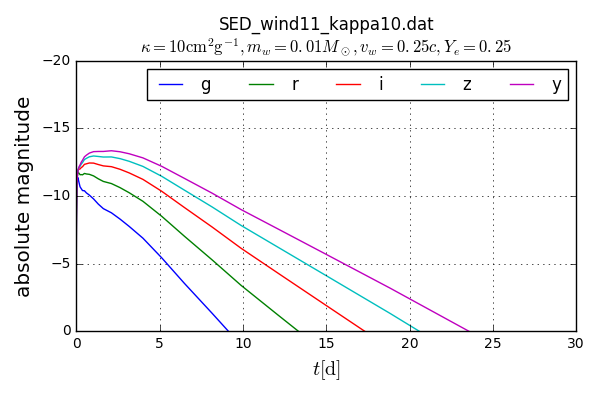 SED_wind11_kappa10.dat
κ = 10cm²g⁻¹, m_w = 0.01M_⊙, v_w = 0.25c, Y_e = 0.25
g r i z y
−20
−15
−10
−5
0
absolute magnitude
0 5 10 15 20 25 30
t[d]